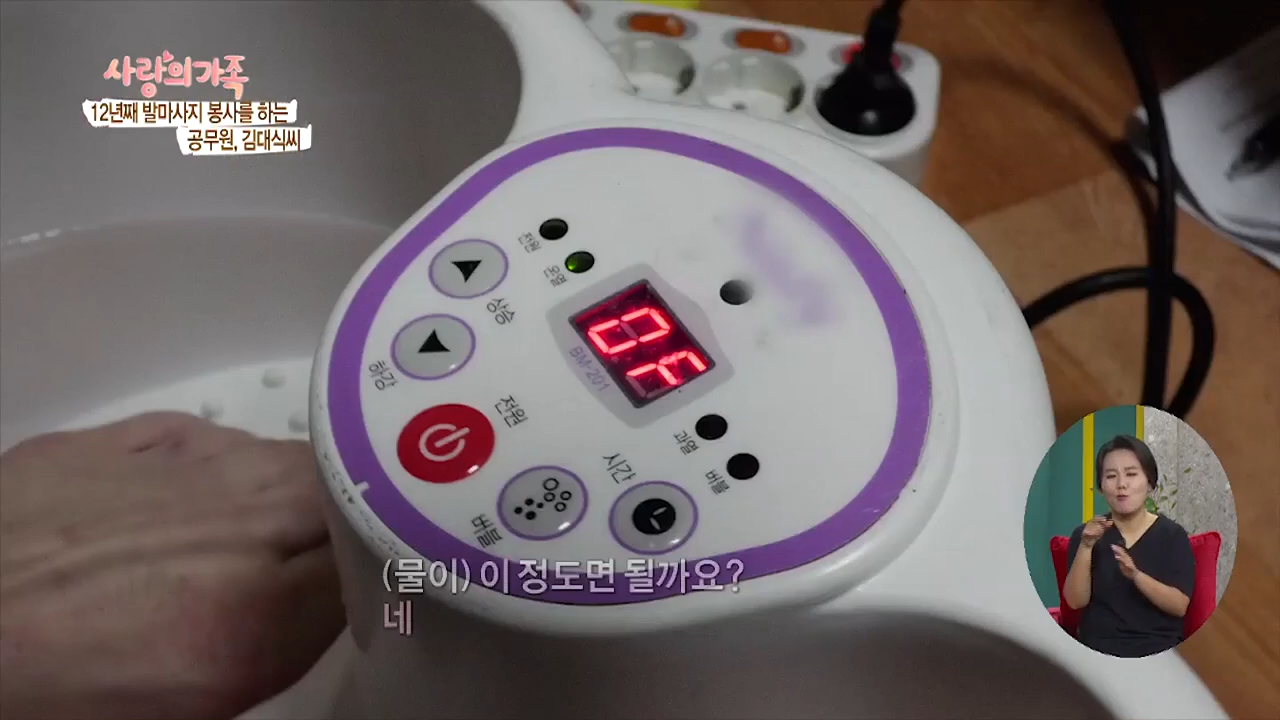 사랑의 가족
12년째 발마사지 봉사를 하는
공무원, 김대식씨
전원
온열
상승
하강
BM-201
전원
과열
버블
시간
버블
(물이) 이 정도면 될까요?
네